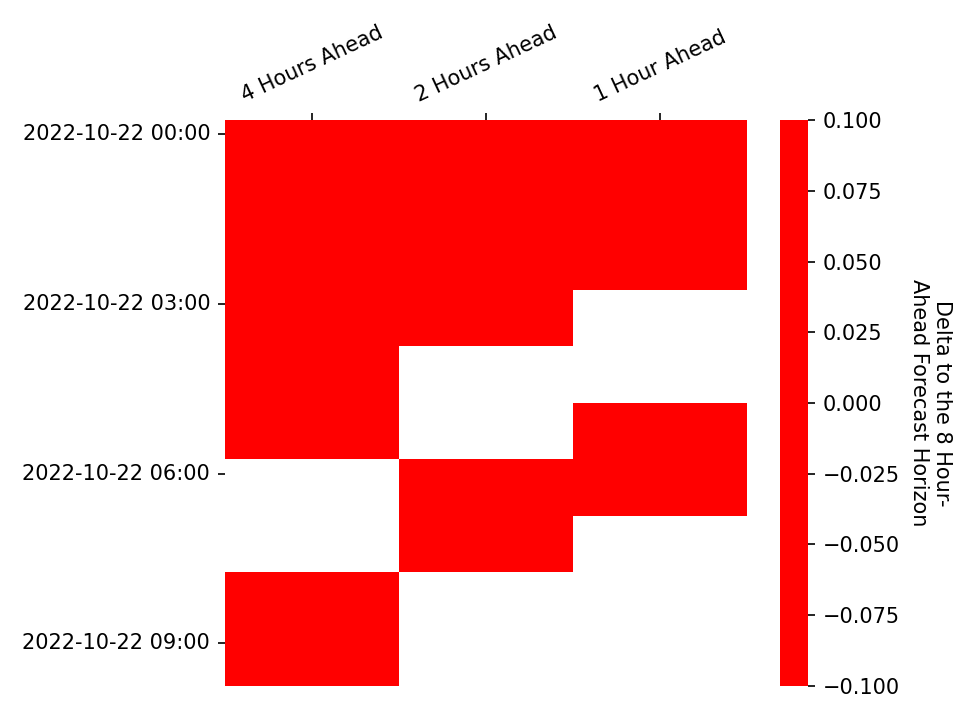 4 Hours Ahead
2 Hours Ahead
1 Hour Ahead
2022-10-22 00:00
2022-10-22 03:00
2022-10-22 06:00
2022-10-22 09:00
0.100
0.075
0.050
0.025
0.000
−0.025
−0.050
−0.075
−0.100
Delta to the 8 Hour-
Ahead Forecast Horizon